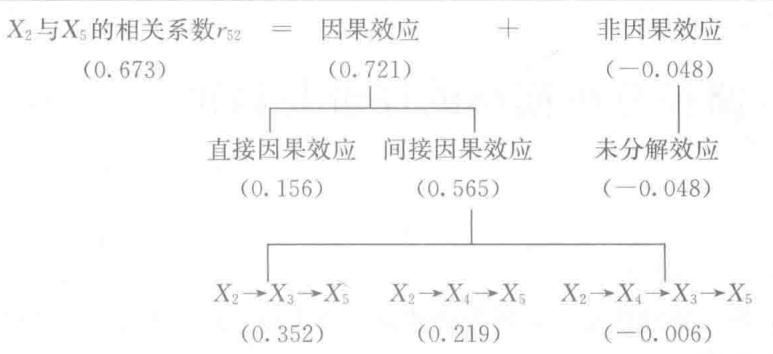 X₂与X₅的相关系数r₅₂ = 因果效应 + 非因果效应
(0.673) (0.721) (−0.048)
直接因果效应 间接因果效应 未分解效应
(0.156) (0.565) (−0.048)
X₂→X₃→X₅ X₂→X₄→X₅ X₂→X₄→X₃→X₅
(0.352) (0.219) (−0.006)